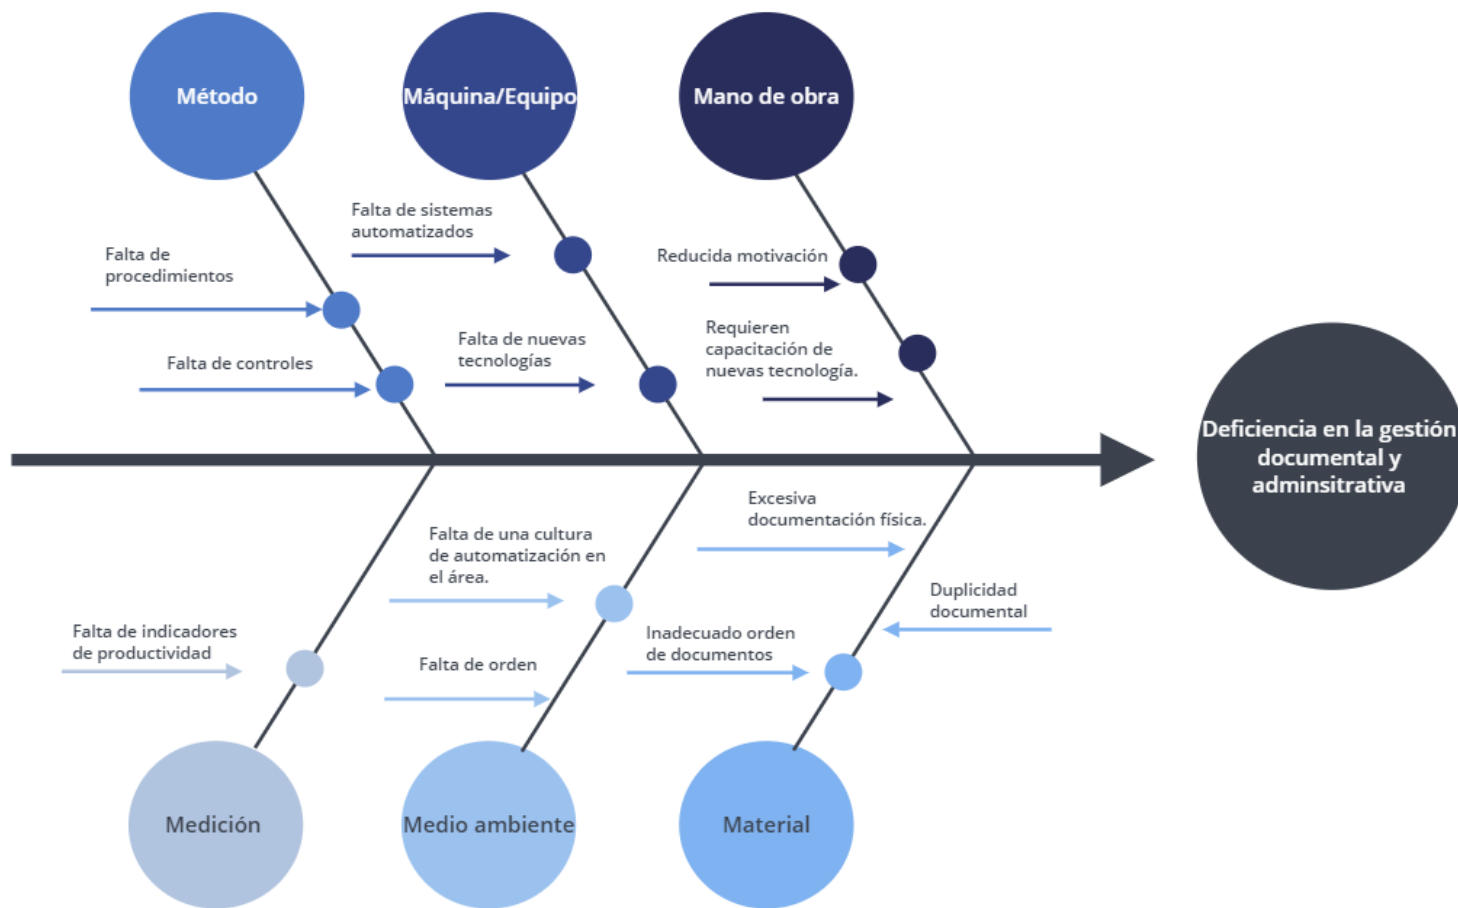 Método
Máquina/Equipo
Mano de obra
Falta de
procedimientos
Falta de controles
Falta de sistemas
automatizados
Falta de nuevas
tecnologías
Reducida motivación
Requieren
capacitación de
nuevas tecnología.
Deficiencia en la gestión
documental y
adminsitrativa
Falta de indicadores
de productividad
Falta de una cultura
de automatización en
el área.
Falta de orden
Excesiva
documentación física.
Inadecuado orden
de documentos
Duplicidad
documental
Medición
Medio ambiente
Material